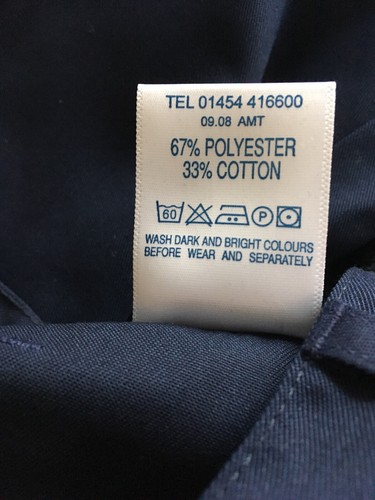 TEL 01454 416600
09.08 AMT
67% POLYESTER
33% COTTON
60 P
WASH DARK AND BRIGHT COLOURS
BEFORE WEAR AND SEPARATELY